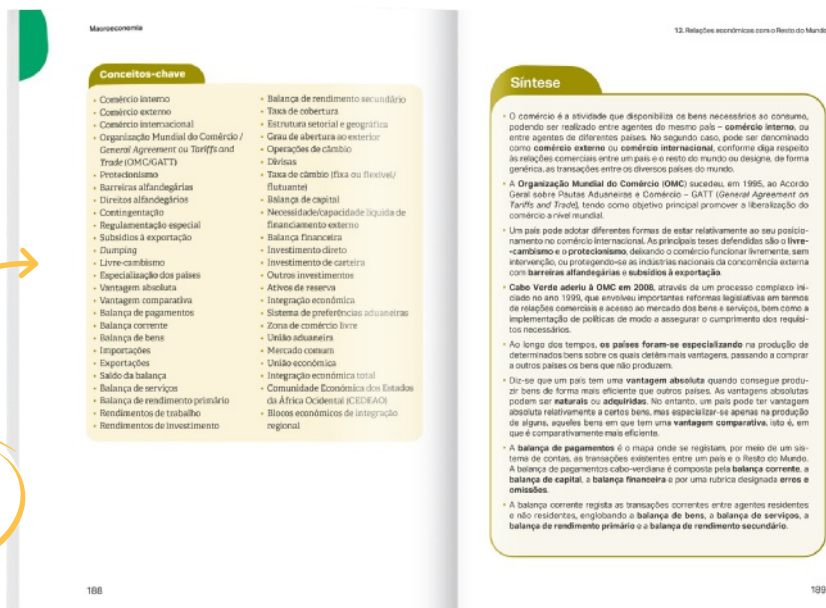 Macroeconomia
Conceitos-chave
• Comércio interno
• Comércio externo
• Comércio internacional
• Organização Mundial do Comércio /
General Agreement ou Tariffs and
Trade (OMC/GATT)
• Protecionismo
• Barreiras alfandegárias
• Direitos alfandegários
• Contingentação
• Regulamentação especial
• Subsídios à exportação
• Dumping
• Livre-cambismo
• Especialização dos países
• Vantagem absoluta
• Vantagem comparativa
• Balança de pagamentos
• Balança corrente
• Balança de bens
• Importações
• Exportações
• Saldo da balança
• Balança de serviços
• Balança de rendimento primário
• Rendimentos de trabalho
• Rendimentos de investimento
• Balança de rendimento secundário
• Taxa de cobertura
• Estrutura setorial e geográfica
• Grau de abertura ao exterior
• Operações de câmbio
• Divisas
• Taxa de câmbio (fixa ou flexível/
flutuante)
• Balança de capital
• Necessidade/capacidade líquida de
financiamento externo
• Balança financeira
• Investimento direto
• Investimento de carteira
• Outros investimentos
• Ativos de reserva
• Integração económica
• Sistema de preferências aduaneiras
• Zona de comércio livre
• União aduaneira
• Mercado comum
• União económica
• Integração económica total
• Comunidade Económica dos Estados
da África Ocidental (CEDEAO)
• Blocos económicos de integração
regional
188
12. Relações económicas com o Resto do Mundo
Síntese
• O comércio é a atividade que disponibiliza os bens necessários ao consumo,
podendo ser realizado entre agentes do mesmo país – comércio interno, ou
entre agentes de diferentes países. No segundo caso, pode ser denominado
como comércio externo ou comércio internacional, conforme diga respeito
às relações comerciais entre um país e o resto do mundo ou designe, de forma
genérica, as transações entre os diversos países do mundo.
• A Organização Mundial do Comércio (OMC) sucedeu, em 1995, ao Acordo
Geral sobre Pautas Aduaneiras e Comércio – GATT (General Agreement on
Tariffs and Trade), tendo como objetivo principal promover a liberalização do
comércio a nível mundial.
• Um país pode adotar diferentes formas de estar relativamente ao seu posicio-
namento no comércio internacional. As principais teses defendidas são o livre-
-cambismo e o protecionismo, deixando o comércio funcionar livremente, sem
intervenção, ou protegendo-se as indústrias nacionais da concorrência externa
com barreiras alfandegárias e subsídios à exportação.
• Cabo Verde aderiu à OMC em 2008, através de um processo complexo ini-
ciado no ano 1999, que envolveu importantes reformas legislativas em termos
de relações comerciais e acesso ao mercado dos bens e serviços, bem como a
implementação de políticas de modo a assegurar o cumprimento dos requisi-
tos necessários.
• Ao longo dos tempos, os países foram-se especializando na produção de
determinados bens sobre os quais detêm mais vantagens, passando a comprar
a outros países os bens que não produzem.
• Diz-se que um país tem uma vantagem absoluta quando consegue produ-
zir bens de forma mais eficiente que outros países. As vantagens absolutas
podem ser naturais ou adquiridas. No entanto, um país pode ter vantagem
absoluta relativamente a certos bens, mas especializar-se apenas na produção
de alguns, aqueles bens em que tem uma vantagem comparativa, isto é, em
que é comparativamente mais eficiente.
• A balança de pagamentos é o mapa onde se registam, por meio de um sis-
tema de contas, as transações existentes entre um país e o Resto do Mundo.
A balança de pagamentos cabo-verdiana é composta pela balança corrente, a
balança de capital, a balança financeira e por uma rubrica designada erros e
omissões.
• A balança corrente regista as transações correntes entre agentes residentes
e não residentes, englobando a balança de bens, a balança de serviços, a
balança de rendimento primário e a balança de rendimento secundário.
189